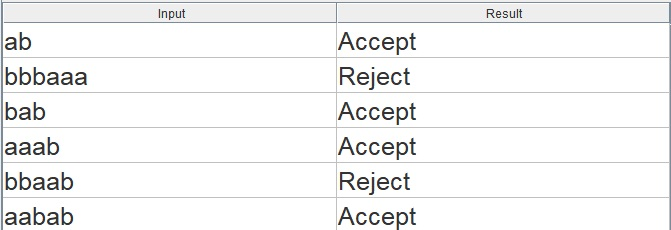 Input Result
ab Accept
bbbaaa Reject
bab Accept
aaab Accept
bbaab Reject
aabab Accept